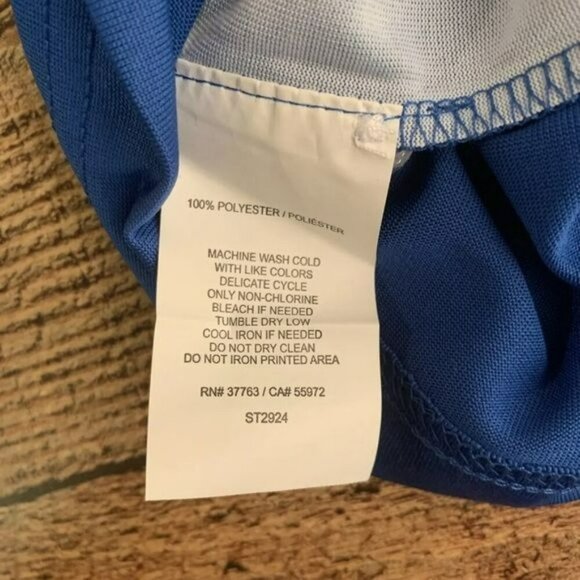 100% POLYESTER / POLIÉSTER
MACHINE WASH COLD
WITH LIKE COLORS
DELICATE CYCLE
ONLY NON-CHLORINE
BLEACH IF NEEDED
TUMBLE DRY LOW
COOL IRON IF NEEDED
DO NOT DRY CLEAN
DO NOT IRON PRINTED AREA
RN# 37763 / CA# 55972
ST2924